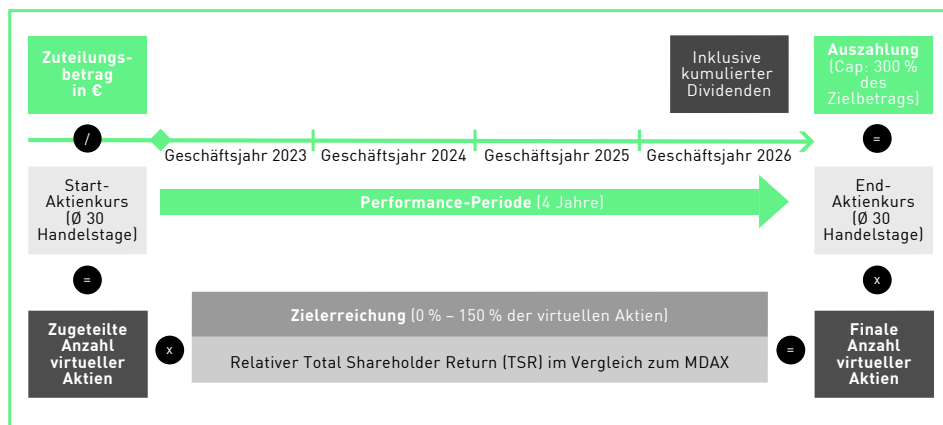 Zuteilungs-
betrag
in €
Inklusive
kumulierter
Dividenden
Auszahlung
(Cap: 300 %
des
Zielbetrags)
/
=
Geschäftsjahr 2023
Geschäftsjahr 2024
Geschäftsjahr 2025
Geschäftsjahr 2026
Start-
Aktienkurs
(Ø 30
Handelstage)
Performance-Periode (4 Jahre)
End-
Aktienkurs
(Ø 30
Handelstage)
=
x
Zugeteilte
Anzahl
virtueller
Aktien
x
Zielerreichung (0 % – 150 % der virtuellen Aktien)
Relativer Total Shareholder Return (TSR) im Vergleich zum MDAX
=
Finale
Anzahl
virtueller
Aktien